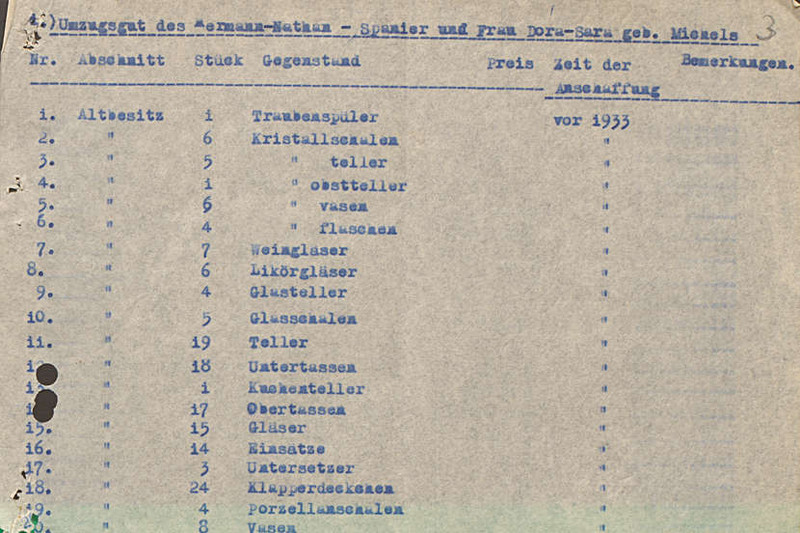 4.) Umzugsgut des Hermann-Nathan - Spanier und Frau Dora-Sara geb. Michels 3
Nr. Abschnitt Stück Gegenstand Preis Zeit der Bemerkungen.
Anschaffung
1. Altbesitz 1 Traubenspüler vor 1933
2. " 6 Kristallschalen "
3. " 5 " teller "
4. " 1 " obstteller "
5. " 6 " vasen "
6. " 4 " flaschen "
7. " 7 Weingläser "
8. " 6 Likörgläser "
9. " 4 Glasteller "
10. " 5 Glasschalen "
11. " 19 Teller "
" 18 Untertassen "
" 1 Kuchenteller "
" 17 Obertassen "
15. " 15 Gläser "
16. " 14 Einsätze "
17. " 3 Untersetzer "
18. " 24 Klapperdeckchen "
19. " 4 Porzellanschalen "
20. " 8 Vasen "